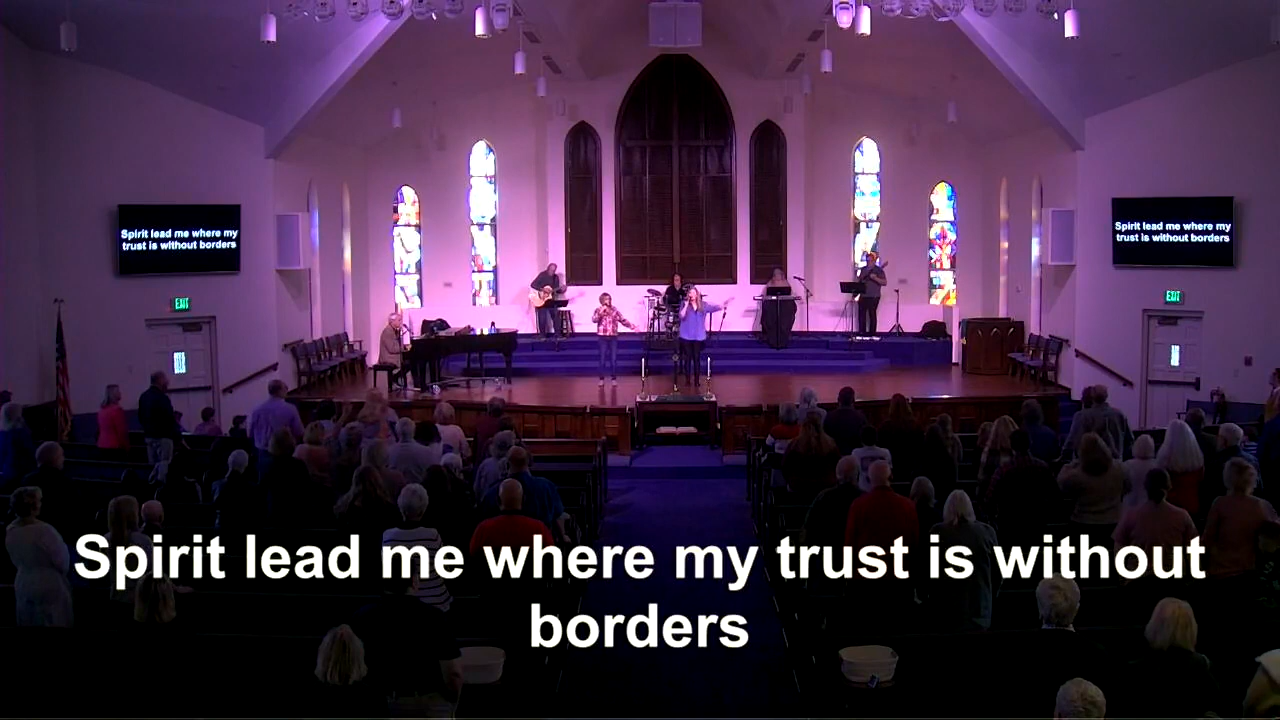 Spirit lead me where my
trust is without borders
Spirit lead me where my
trust is without borders
EXIT
EXIT
Spirit lead me where my trust is without
borders